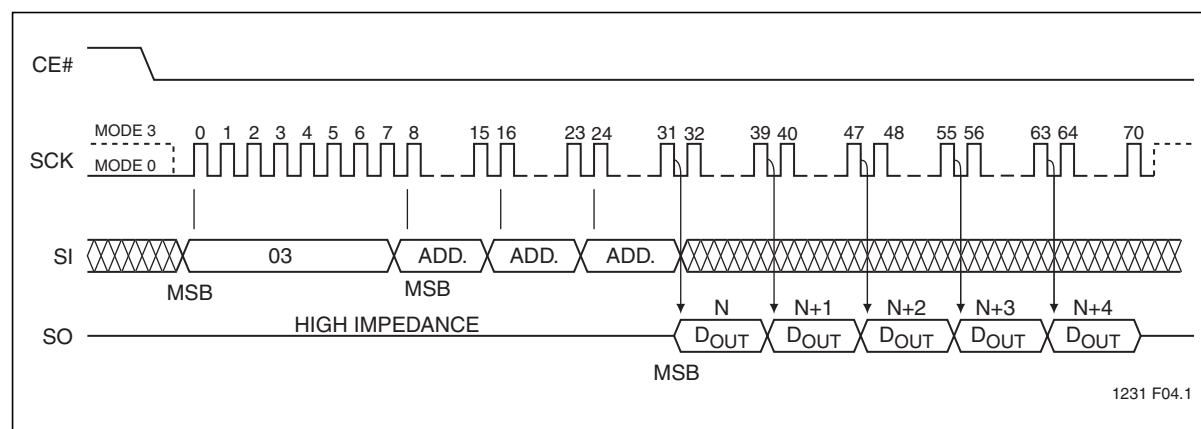 CE#
MODE 3
0 1 2 3 4 5 6 7 8 15 16 23 24 31 32 39 40 47 48 55 56 63 64 70
SCK
MODE 0
SI
03 ADD. ADD. ADD.
MSB MSB
N N+1 N+2 N+3 N+4
SO
HIGH IMPEDANCE
DOUT DOUT DOUT DOUT DOUT
MSB
1231 F04.1